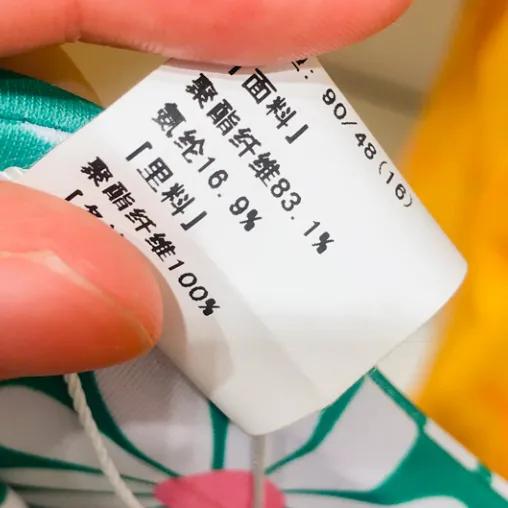 ：90/48(16)
「面料」
聚酯纤维83.1%
氨纶16.9%
「里料」
聚酯纤维100%
「